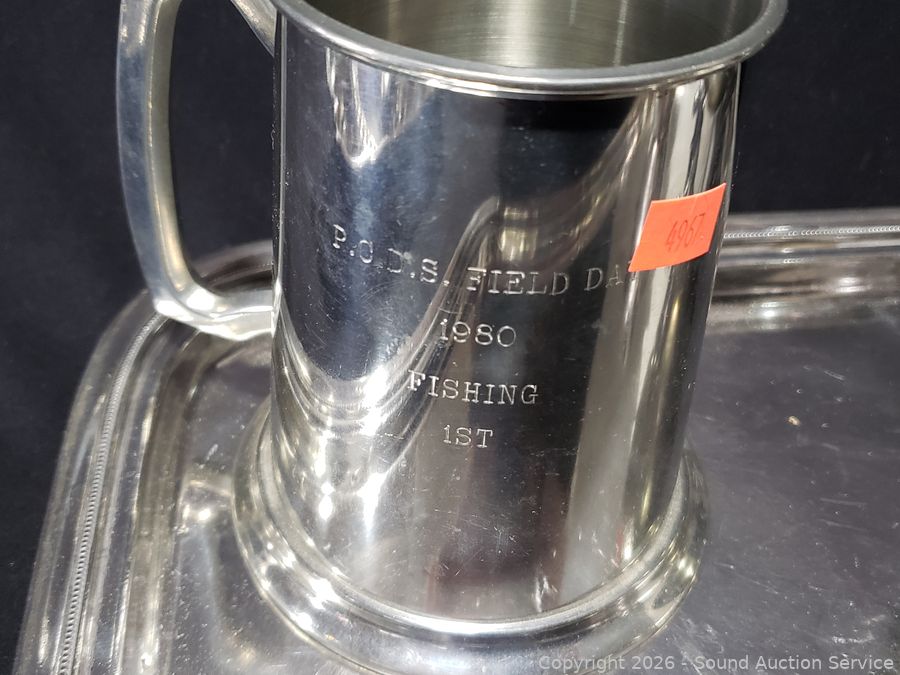 P.C.D.S. FIELD DA
1980
FISHING
1ST
4967
Copyright © 2026 - Sound Auction Service